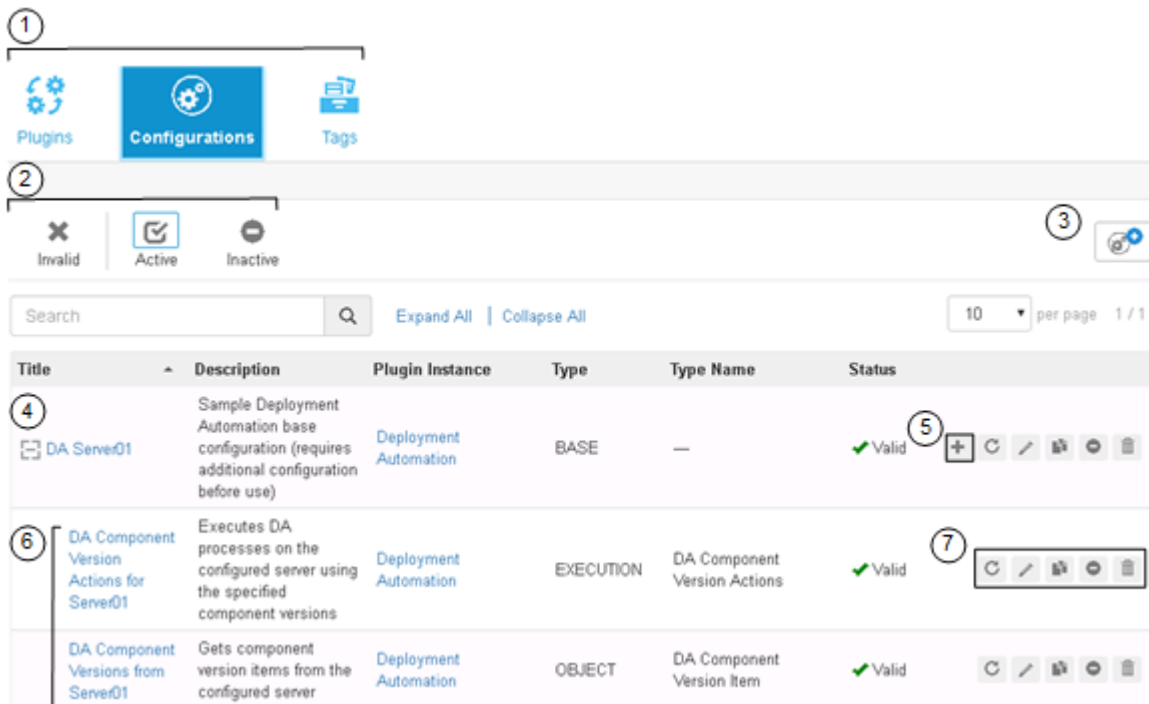 1
Plugins Configurations Tags
2
3
Invalid Active Inactive
Search Expand All | Collapse All 10 per page 1 / 1
Title Description Plugin Instance Type Type Name Status
4
DA Server01
Sample Deployment
Automation base
configuration (requires
additional configuration
before use)
Deployment
Automation
BASE
—
Valid
5
6
DA Component
Version
Actions for
Server01
Executes DA
processes on the
configured server using
the specified
component versions
Deployment
Automation
EXECUTION
DA Component
Version Actions
Valid
7
DA Component
Versions from
Server01
Gets component
version items from the
configured server
Deployment
Automation
OBJECT
DA Component
Version Item
Valid